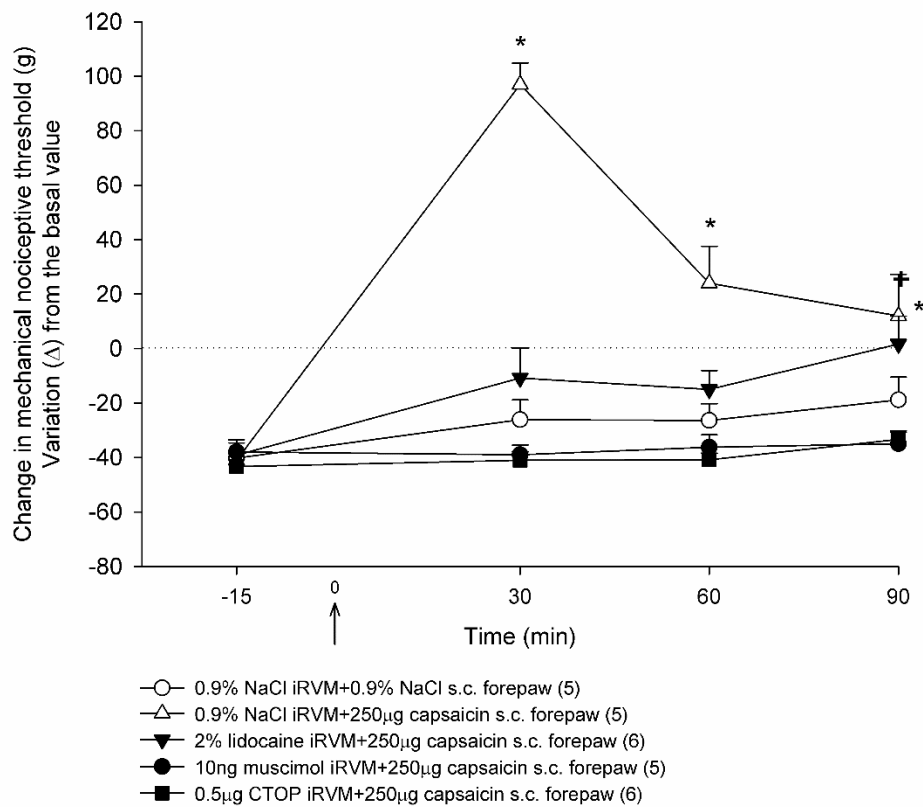 Change in mechanical nociceptive threshold (g)
Variation (Δ) from the basal value
120
100
80
60
40
20
0
-20
-40
-60
-80
*
*
+
*
-15
0
30
60
90
Time (min)
0.9% NaCl iRVM+0.9% NaCl s.c. forepaw (5)
0.9% NaCl iRVM+250μg capsaicin s.c. forepaw (5)
2% lidocaine iRVM+250μg capsaicin s.c. forepaw (6)
10ng muscimol iRVM+250μg capsaicin s.c. forepaw (5)
0.5μg CTOP iRVM+250μg capsaicin s.c. forepaw (6)